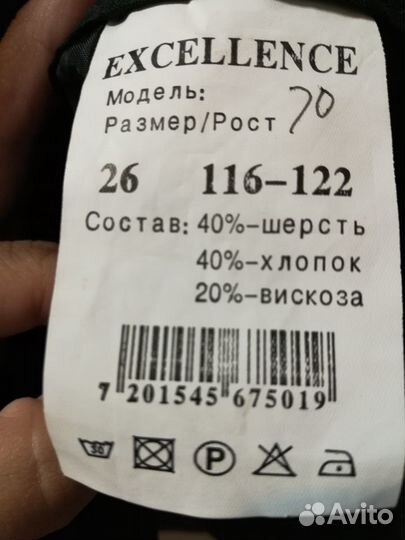 EXCELLENCE
Модель:
Размер/Рост 70
26 116-122
Состав: 40%-шерсть
40%-хлопок
20%-вискоза
7 201545 675019
30 P
Avito